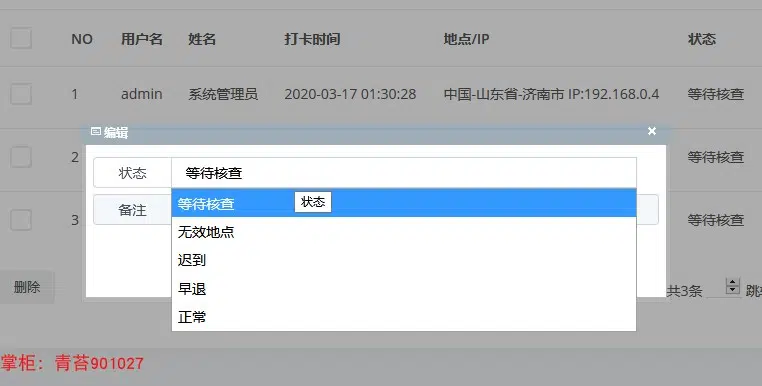 NO 用户名 姓名 打卡时间 地点/IP 状态
1 admin 系统管理员 2020-03-17 01:30:28 中国-山东省-济南市 IP:192.168.0.4 等待核查
编辑
2 等待核查
状态 等待核查
等待核查 状态
备注
3 等待核查
无效地点
迟到
早退
正常
删除 共3条
掌柜：青苔901027